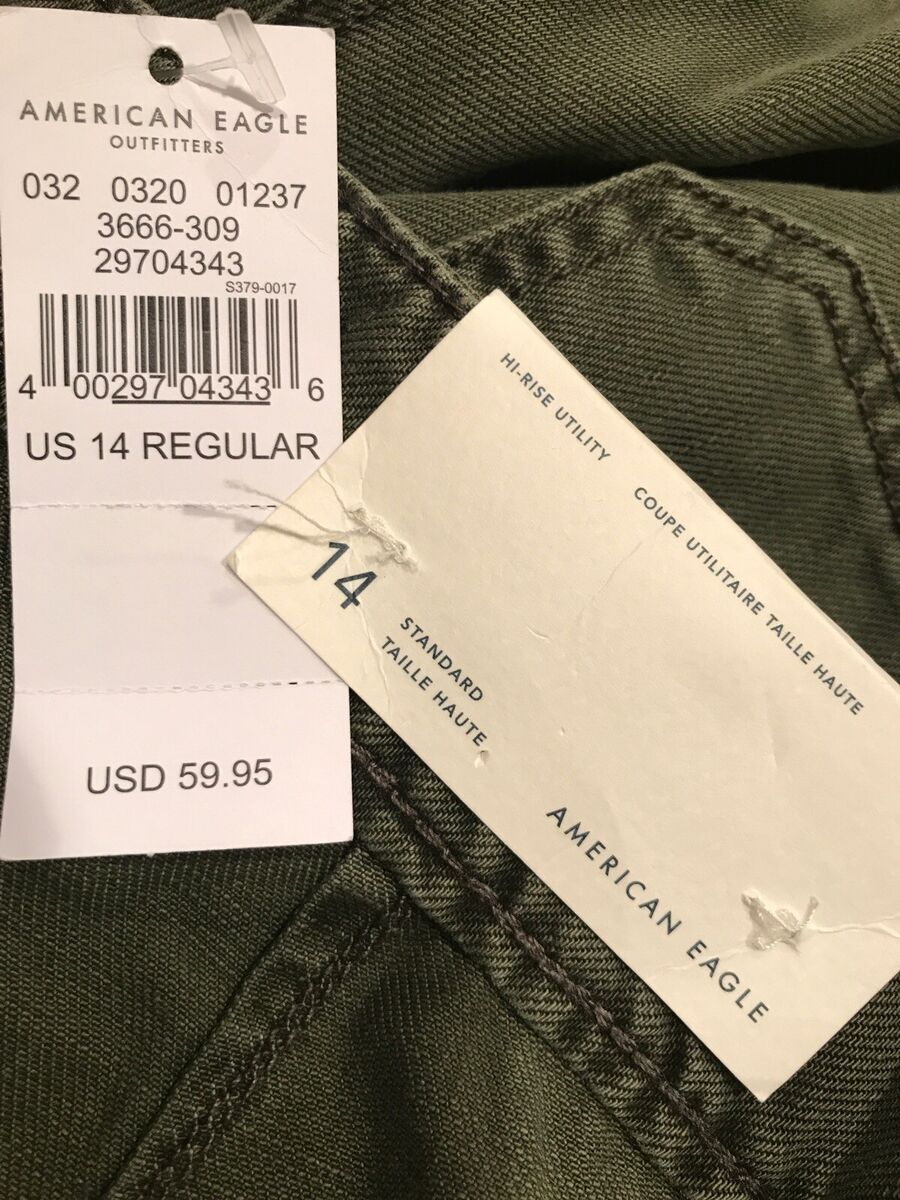 AMERICAN EAGLE
OUTFITTERS
032 0320 01237
3666-309
29704343
S379-0017
4 00297 04343 6
US 14 REGULAR
USD 59.95
HI-RISE UTILITY
COUPE UTILITAIRE TAILLE HAUTE
14
STANDARD
TAILLE HAUTE
AMERICAN EAGLE